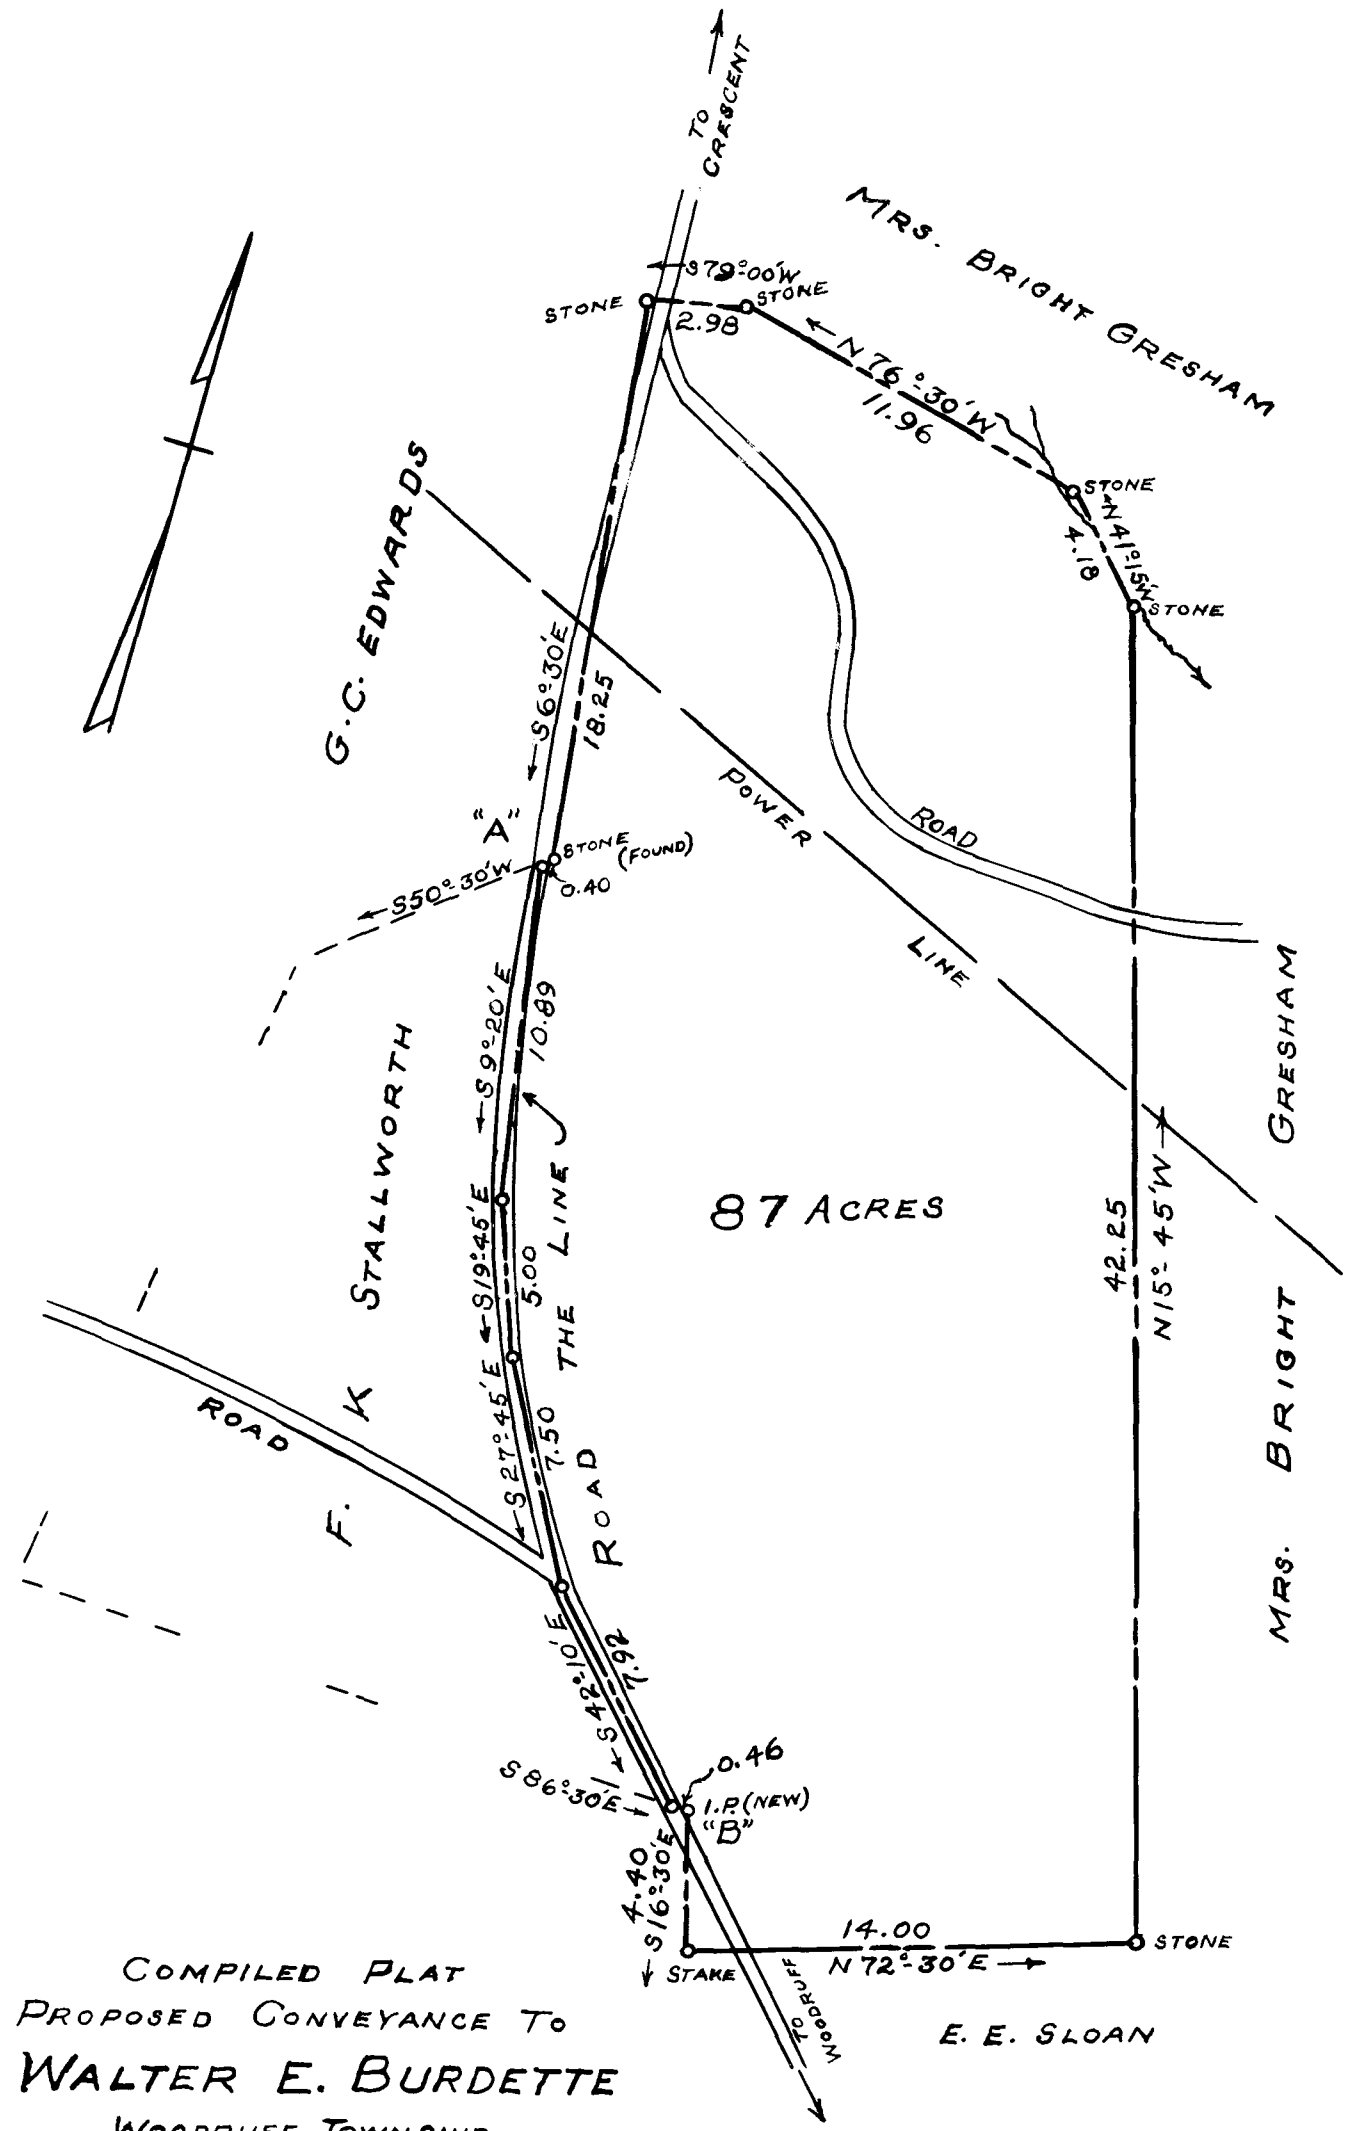 TO
CRESCENT
MRS. BRIGHT GRESHAM
S79°-00'W
STONE
STONE
2.98
N 76°-30'W
11.96
STONE
N 41°15'W
4.18
STONE
G.C. EDWARDS
S6°-30'E
18.25
POWER
LINE
ROAD
"A"
STONE
(FOUND)
0.40
S50°-30'W
S9°-20'E
10.89
F. K STALLWORTH
87 ACRES
42.25
N15°-45'W
MRS. BRIGHT GRESHAM
S19°-45'E
5.00
ROAD THE LINE
S27°-45'E
7.50
ROAD
S42°-10'E
7.92
S86°-30'E
0.46
I.P. (NEW)
"B"
4.40
S16°-30'E
STAKE
14.00
N72°-30'E
STONE
TO
WOODRUFF
E. E. SLOAN
COMPILED PLAT
PROPOSED CONVEYANCE TO
WALTER E. BURDETTE
WOODRUFF TOWNSHIP